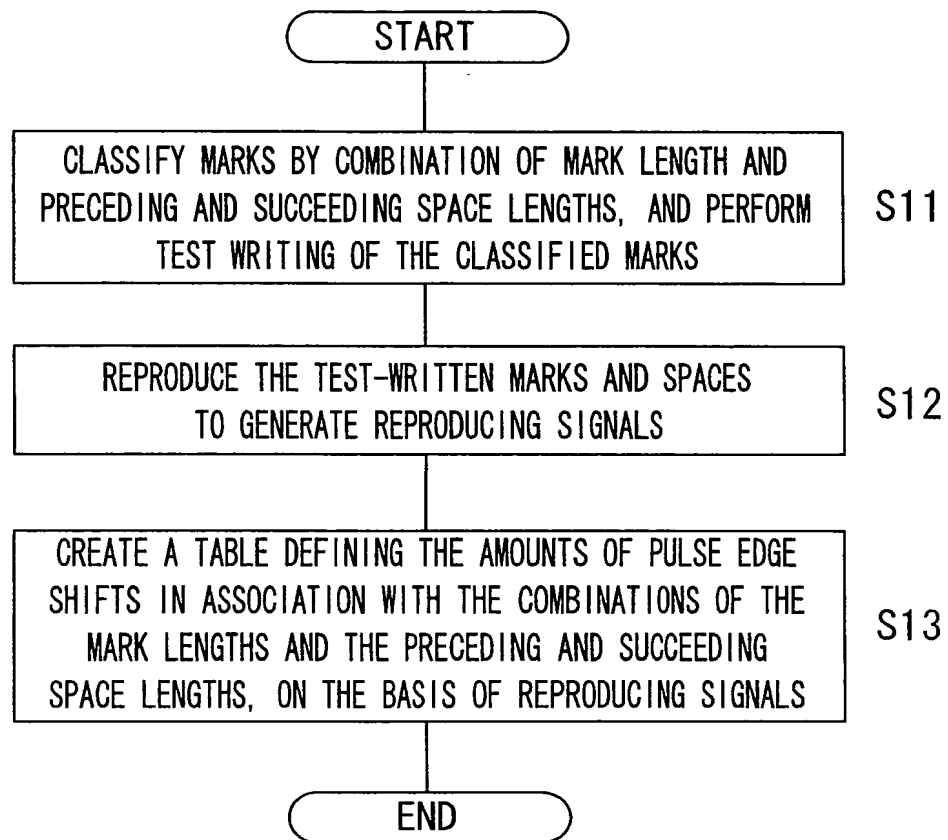 START
CLASSIFY MARKS BY COMBINATION OF MARK LENGTH AND
PRECEDING AND SUCCEEDING SPACE LENGTHS, AND PERFORM
TEST WRITING OF THE CLASSIFIED MARKS
S11
REPRODUCE THE TEST-WRITTEN MARKS AND SPACES
TO GENERATE REPRODUCING SIGNALS
S12
CREATE A TABLE DEFINING THE AMOUNTS OF PULSE EDGE
SHIFTS IN ASSOCIATION WITH THE COMBINATIONS OF THE
MARK LENGTHS AND THE PRECEDING AND SUCCEEDING
SPACE LENGTHS, ON THE BASIS OF REPRODUCING SIGNALS
S13
END